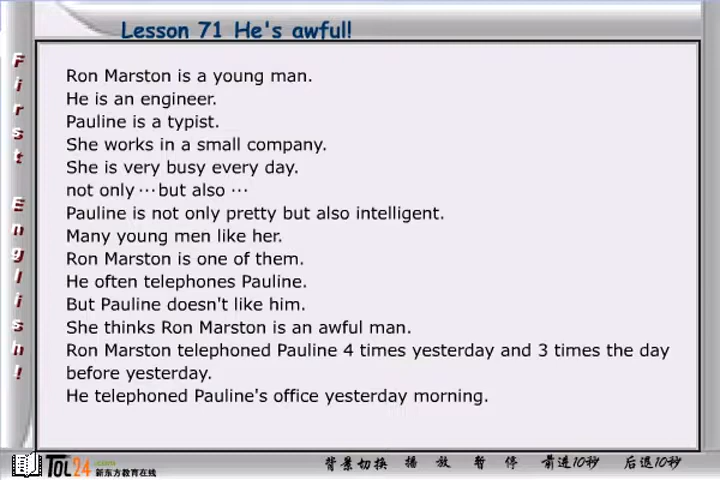 Lesson 71 He's awful!
First English!
Ron Marston is a young man.
He is an engineer.
Pauline is a typist.
She works in a small company.
She is very busy every day.
not only ··· but also ···
Pauline is not only pretty but also intelligent.
Many young men like her.
Ron Marston is one of them.
He often telephones Pauline.
But Pauline doesn't like him.
She thinks Ron Marston is an awful man.
Ron Marston telephoned Pauline 4 times yesterday and 3 times the day
before yesterday.
He telephoned Pauline's office yesterday morning.
TOL24.com 新东方教育在线
背景切换 播放 暂停 前进10秒 后退10秒